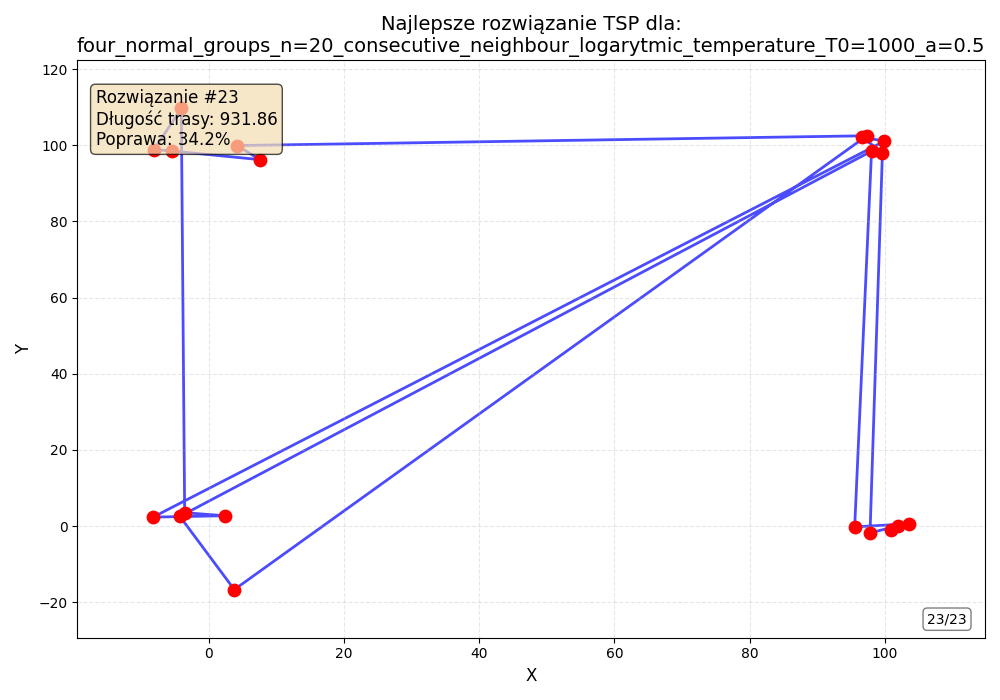 Najlepsze rozwiązanie TSP dla:
four_normal_groups_n=20_consecutive_neighbour_logarytmic_temperature_T0=1000_a=0.5
Rozwiązanie #23
Długość trasy: 931.86
Poprawa: 34.2%
120
100
80
60
40
20
0
−20
Y
0
20
40
60
80
100
X
23/23